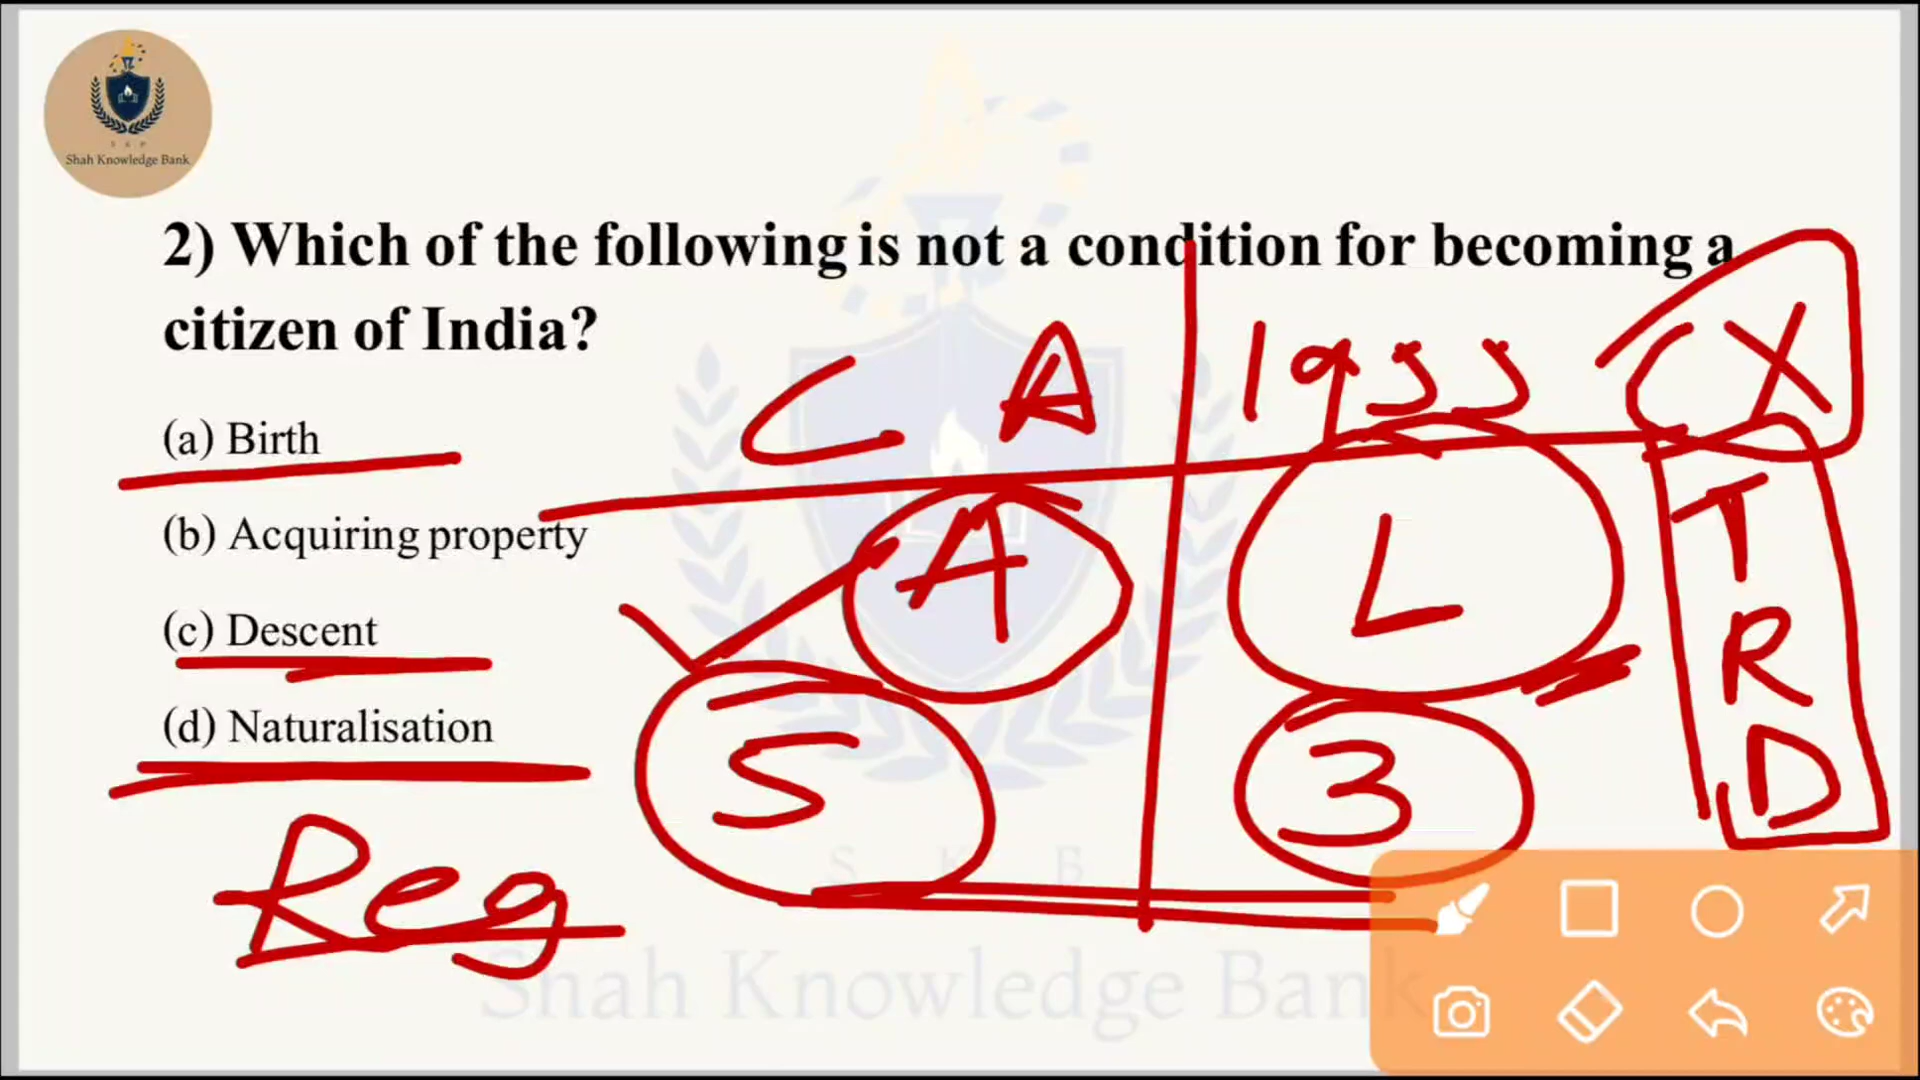 S K B
Shah Knowledge Bank
2) Which of the following is not a condition for becoming a
citizen of India?
C A 1955 X
(a) Birth
(b) Acquiring property
(c) Descent
(d) Naturalisation
A L T
R
5 3 D
Reg
S K B
Shah Knowledge Bank